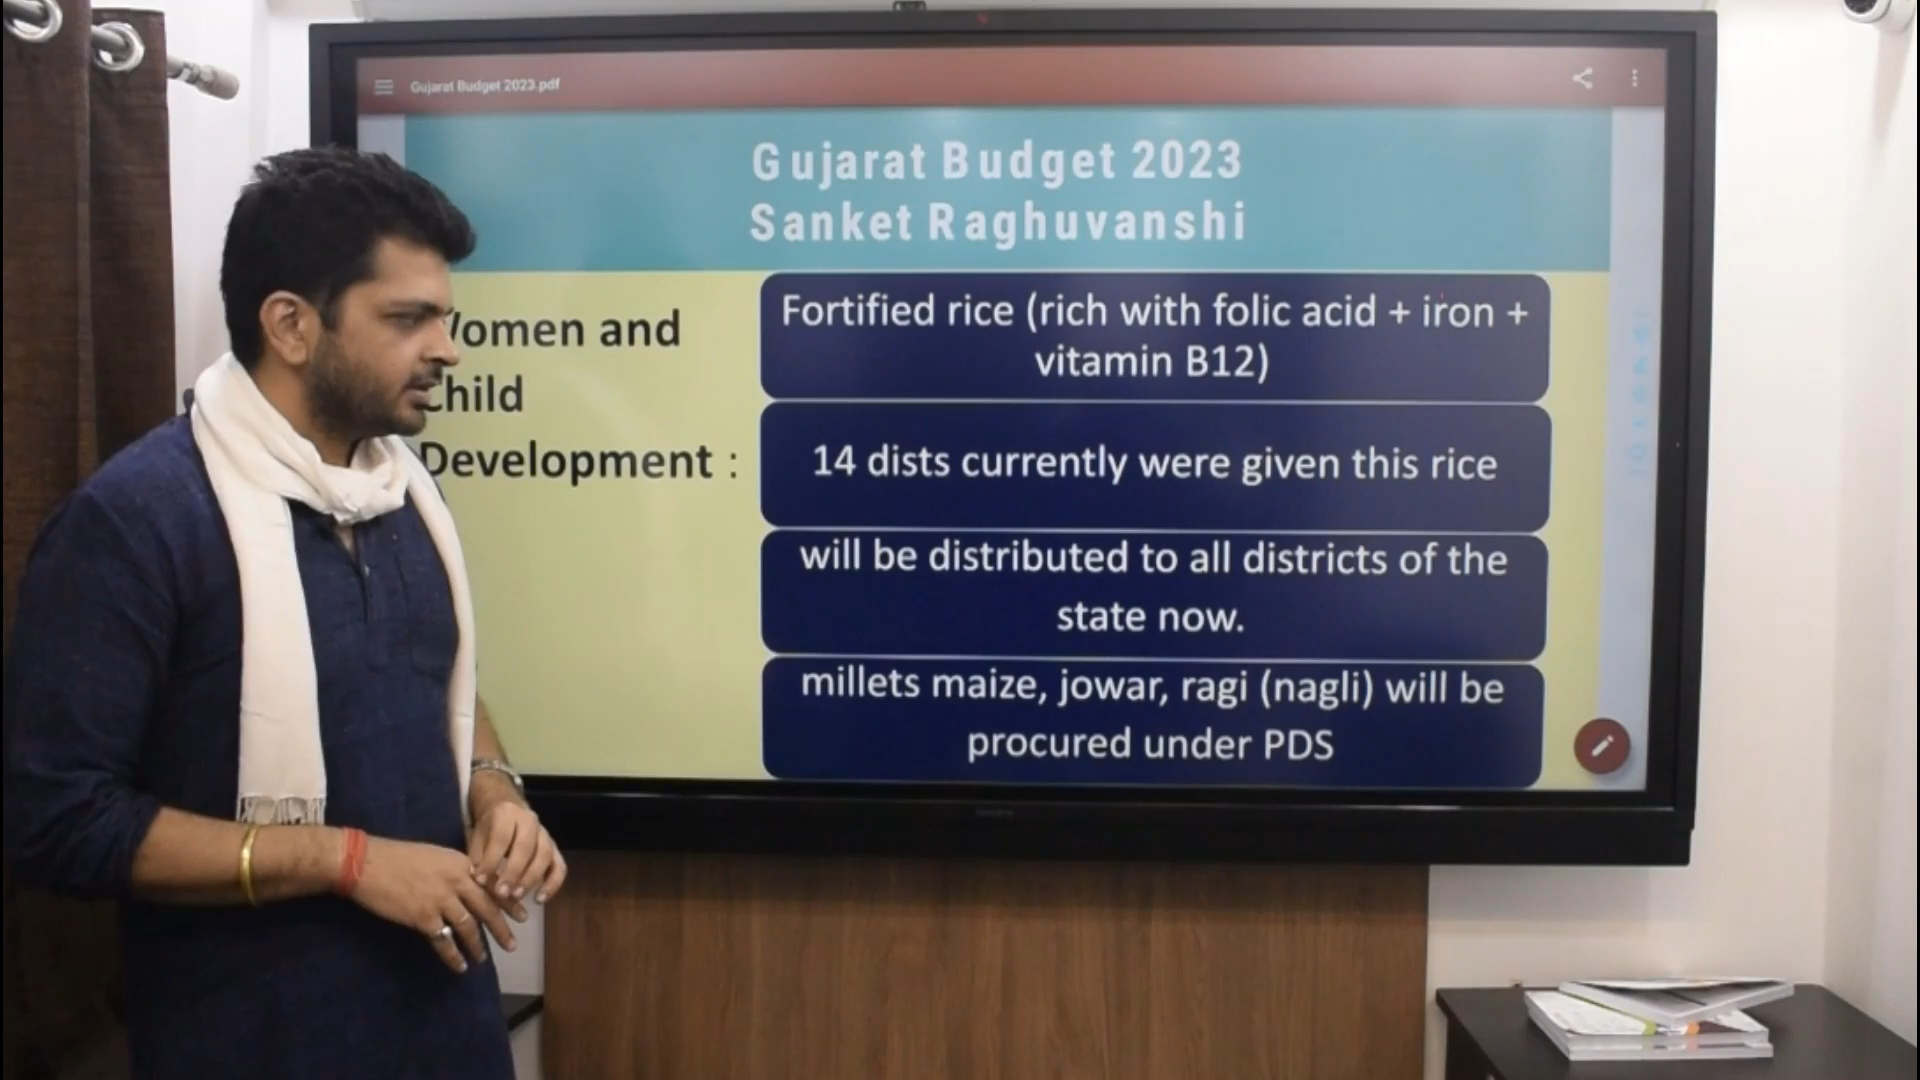 Gujarat Budget 2023.pdf
Gujarat Budget 2023
Sanket Raghuvanshi
Women and
Child
Development :
Fortified rice (rich with folic acid + iron +
vitamin B12)
14 dists currently were given this rice
will be distributed to all districts of the
state now.
millets maize, jowar, ragi (nagli) will be
procured under PDS